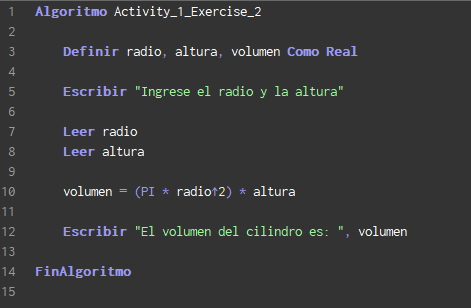 1 Algoritmo Activity_1_Exercise_2
2
3 Definir radio, altura, volumen Como Real
4
5 Escribir "Ingrese el radio y la altura"
6
7 Leer radio
8 Leer altura
9
10 volumen = (PI * radio↑2) * altura
11
12 Escribir "El volumen del cilindro es: ", volumen
13
14 FinAlgoritmo
15